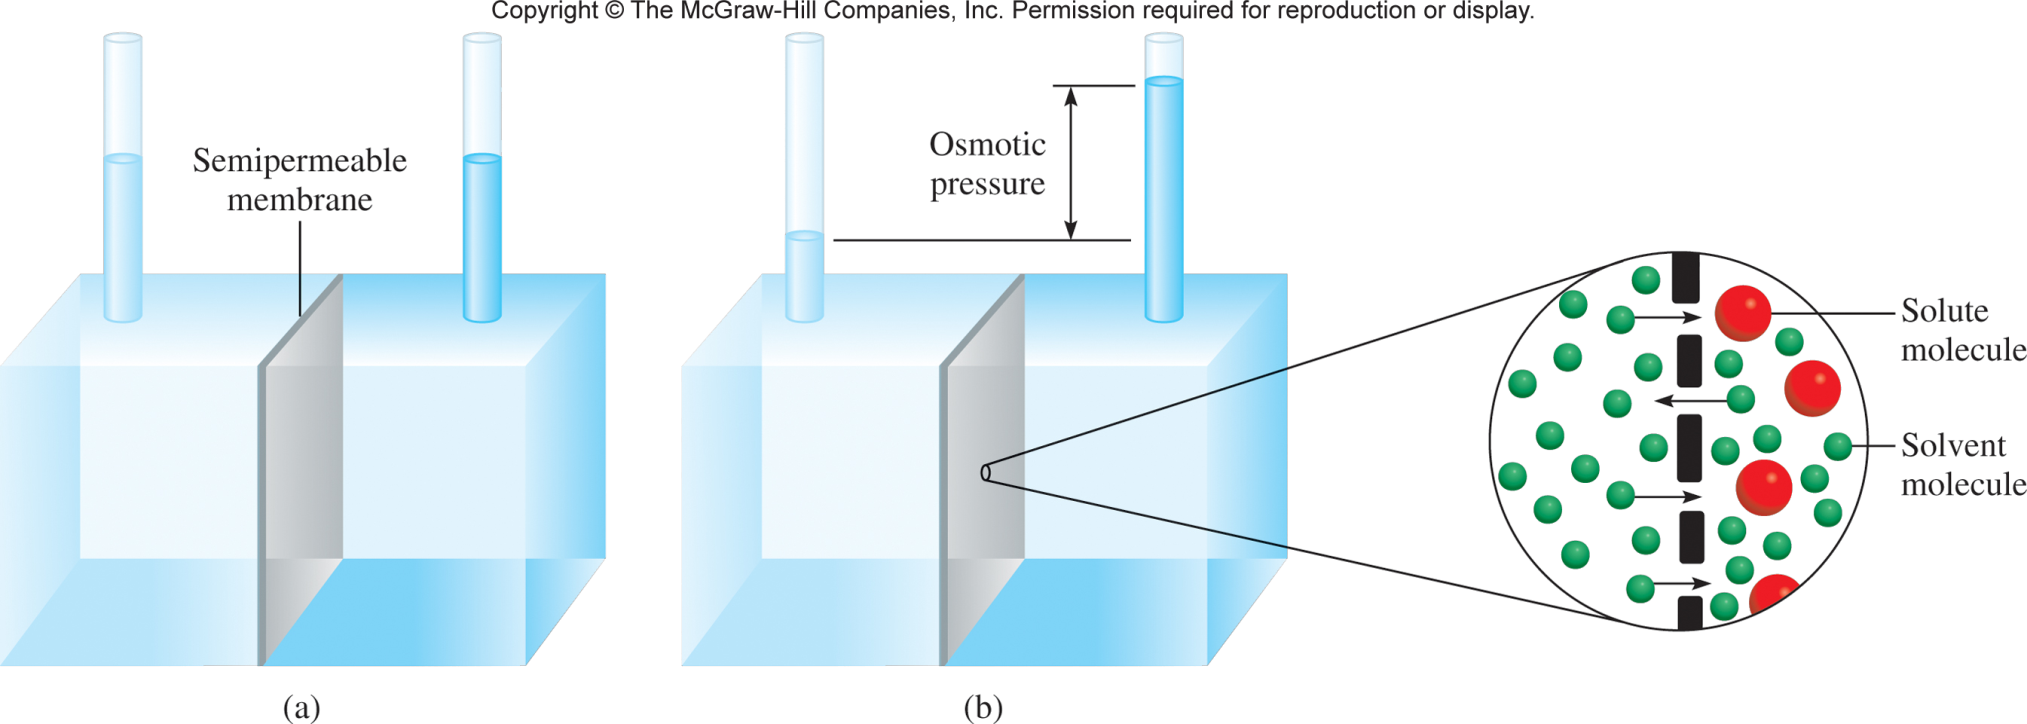 Copyright © The McGraw-Hill Companies, Inc. Permission required for reproduction or display.
Semipermeable
membrane
Osmotic
pressure
Solute
molecule
Solvent
molecule
(a)
(b)